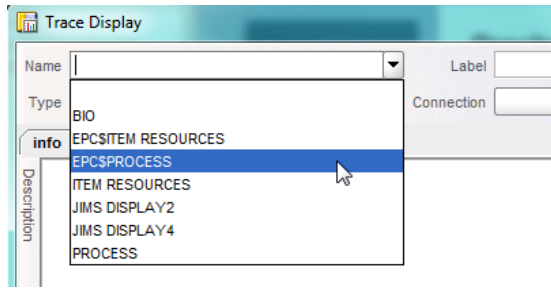 Trace Display
Name Label
Type Connection
BIO
info EPC$ITEM RESOURCES
EPC$PROCESS
ITEM RESOURCES
JIMS DISPLAY2
JIMS DISPLAY4
PROCESS
Description